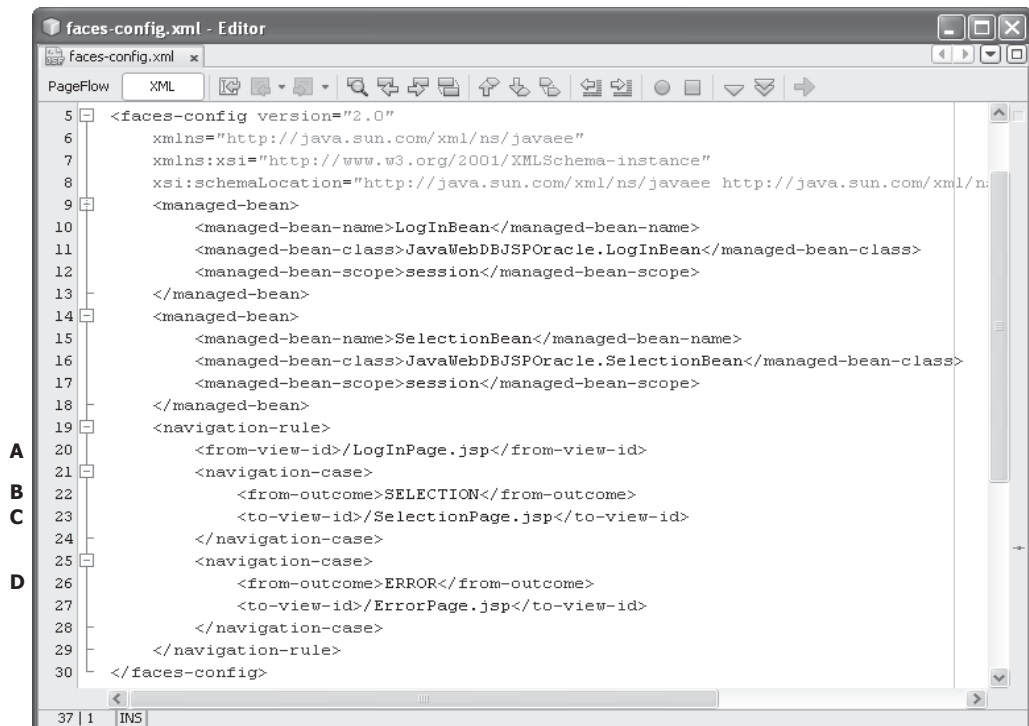 faces-config.xml - Editor
faces-config.xml x
PageFlow XML
5 <faces-config version="2.0"
6 xmlns="http://java.sun.com/xml/ns/javaee"
7 xmlns:xsi="http://www.w3.org/2001/XMLSchema-instance"
8 xsi:schemaLocation="http://java.sun.com/xml/ns/javaee http://java.sun.com/xml/n
9 <managed-bean>
10 <managed-bean-name>LogInBean</managed-bean-name>
11 <managed-bean-class>JavaWebDBJSPOracle.LogInBean</managed-bean-class>
12 <managed-bean-scope>session</managed-bean-scope>
13 </managed-bean>
14 <managed-bean>
15 <managed-bean-name>SelectionBean</managed-bean-name>
16 <managed-bean-class>JavaWebDBJSPOracle.SelectionBean</managed-bean-class>
17 <managed-bean-scope>session</managed-bean-scope>
18 </managed-bean>
19 <navigation-rule>
A 20 <from-view-id>/LogInPage.jsp</from-view-id>
21 <navigation-case>
B 22 <from-outcome>SELECTION</from-outcome>
C 23 <to-view-id>/SelectionPage.jsp</to-view-id>
24 </navigation-case>
25 <navigation-case>
D 26 <from-outcome>ERROR</from-outcome>
27 <to-view-id>/ErrorPage.jsp</to-view-id>
28 </navigation-case>
29 </navigation-rule>
30 </faces-config>
37 | 1 INS